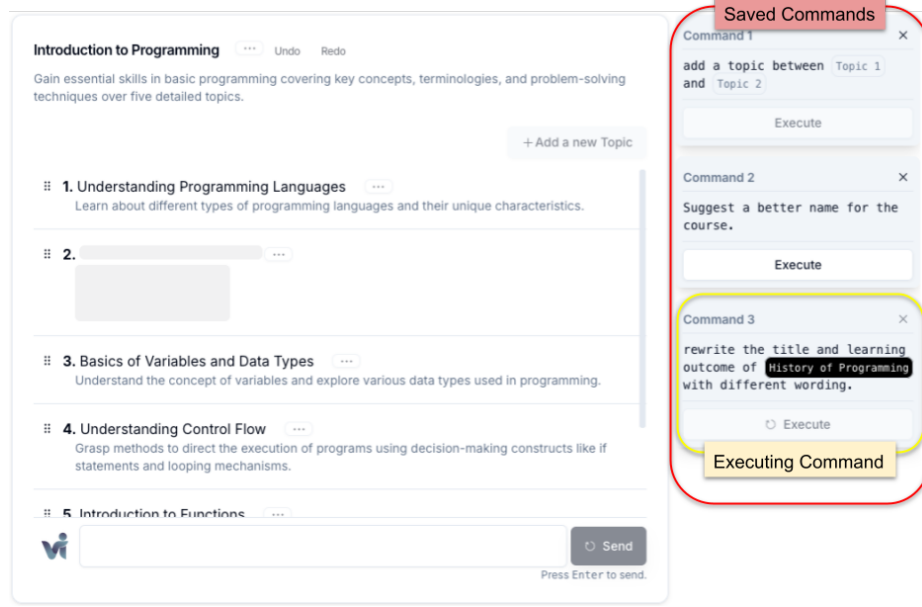 Saved Commands
Introduction to Programming ... Undo Redo
Gain essential skills in basic programming covering key concepts, terminologies, and problem-solving
techniques over five detailed topics.
+ Add a new Topic
1. Understanding Programming Languages ...
Learn about different types of programming languages and their unique characteristics.
2. ...
3. Basics of Variables and Data Types ...
Understand the concept of variables and explore various data types used in programming.
4. Understanding Control Flow ...
Grasp methods to direct the execution of programs using decision-making constructs like if
statements and looping mechanisms.
5. Introduction to Functions ...
vi
Send
Press Enter to send.
Command 1 ×
add a topic between Topic 1
and Topic 2
Execute
Command 2 ×
Suggest a better name for the
course.
Execute
Command 3 ×
rewrite the title and learning
outcome of History of Programming
with different wording.
Execute
Executing Command